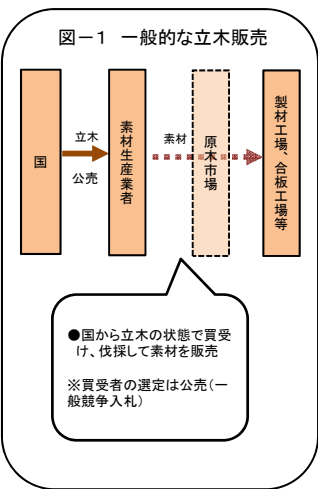 図－1　一般的な立木販売
国
立木
公売
素材生産業者
素材
原木市場
製材工場、合板工場等
●国から立木の状態で買受
け、伐採して素材を販売
※買受者の選定は公売（一
般競争入札）